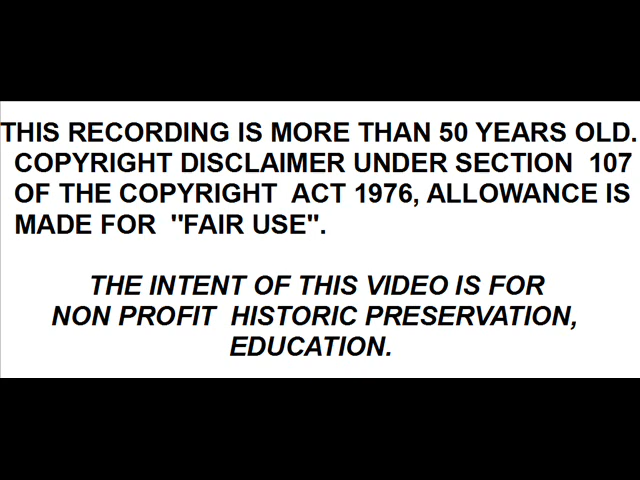 THIS RECORDING IS MORE THAN 50 YEARS OLD.
COPYRIGHT DISCLAIMER UNDER SECTION 107
OF THE COPYRIGHT ACT 1976, ALLOWANCE IS
MADE FOR "FAIR USE".
THE INTENT OF THIS VIDEO IS FOR
NON PROFIT HISTORIC PRESERVATION,
EDUCATION.